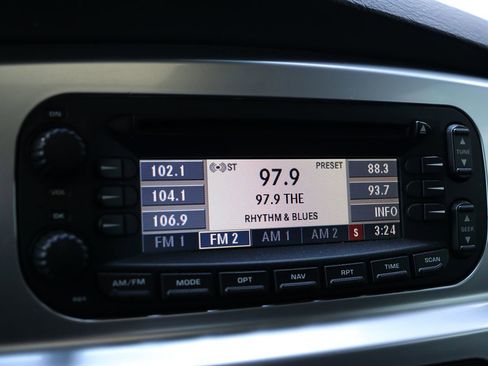 ON
VOL
OK
102.1
104.1
106.9
ST
PRESET
97.9
97.9 THE
RHYTHM & BLUES
88.3
93.7
INFO
FM 1 FM 2 AM 1 AM 2 S 3:24
TUNE
SEEK
AM/FM MODE OPT NAV RPT TIME SCAN